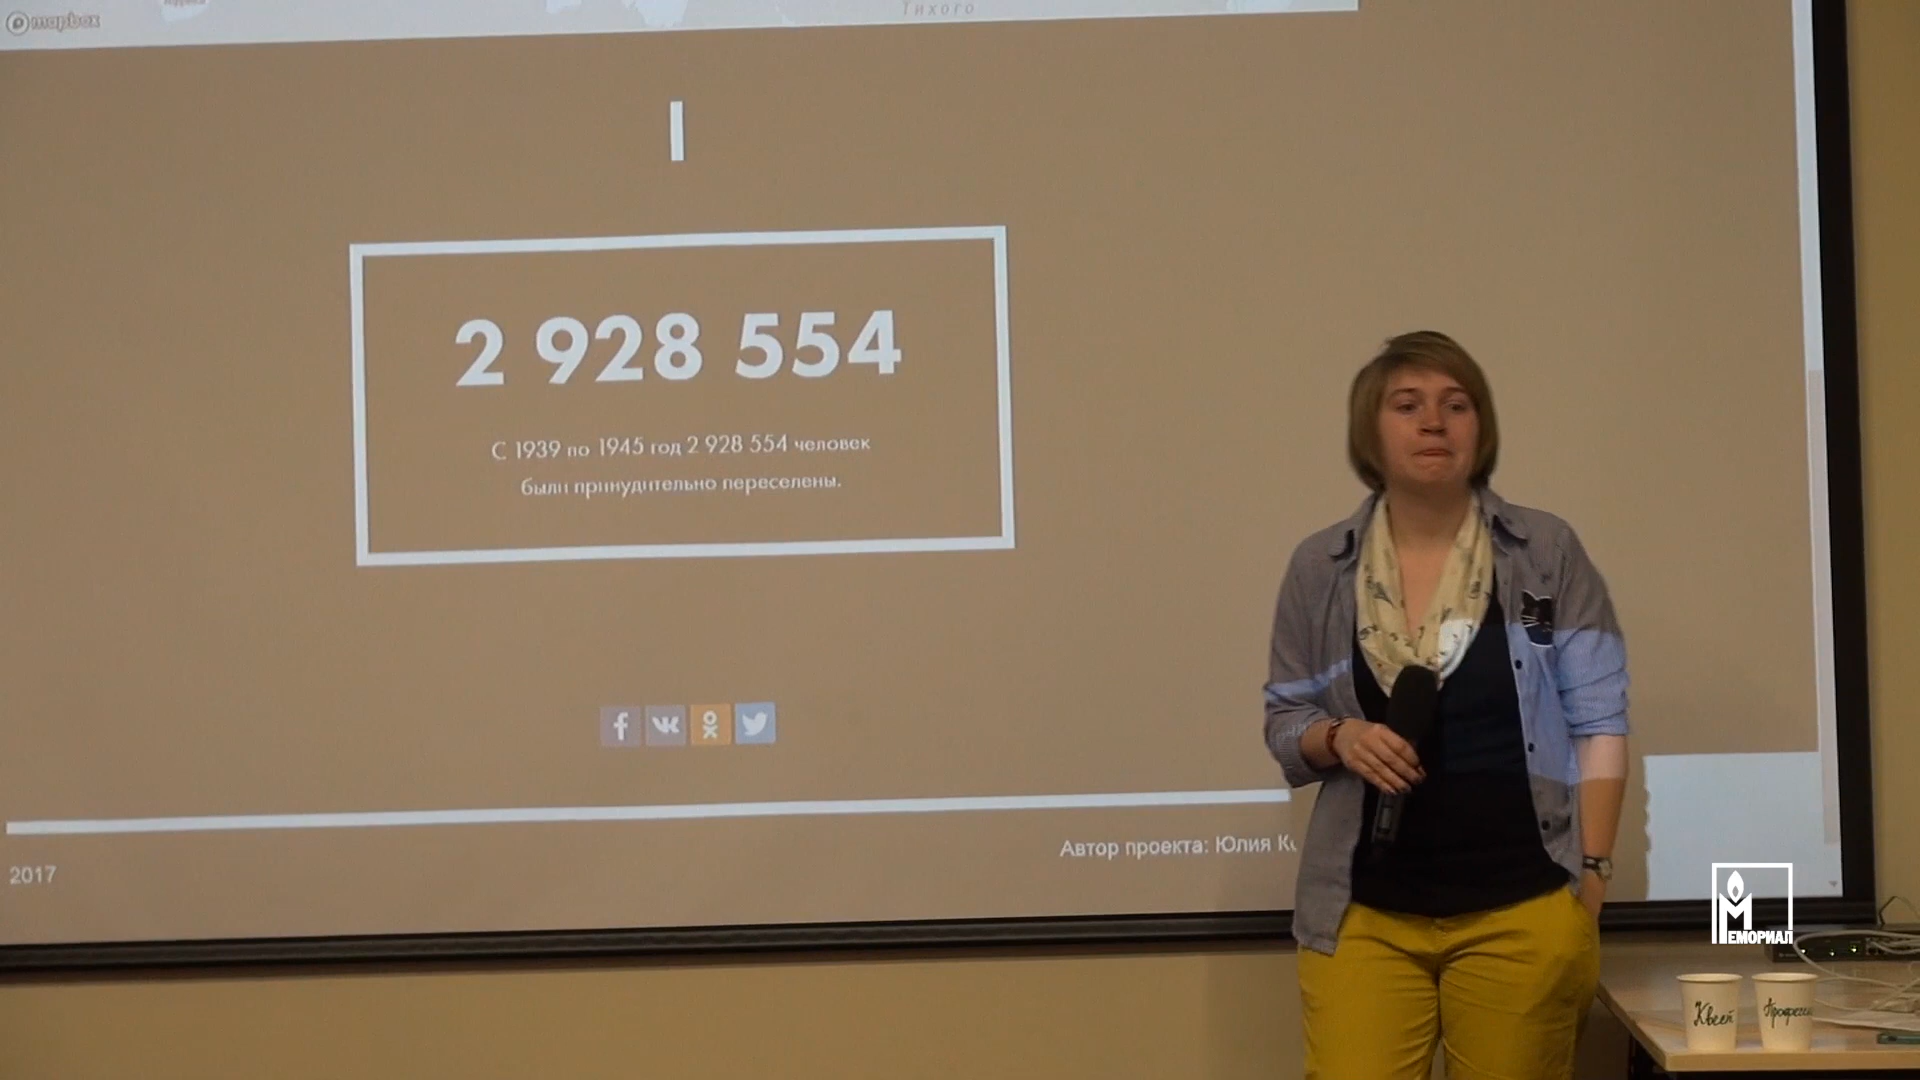 mapbox
Тихого
2 928 554
С 1939 по 1945 год 2 928 554 человек
были принудительно переселены.
2017
Автор проекта: Юлия
МЕМОРИАЛ
Квест